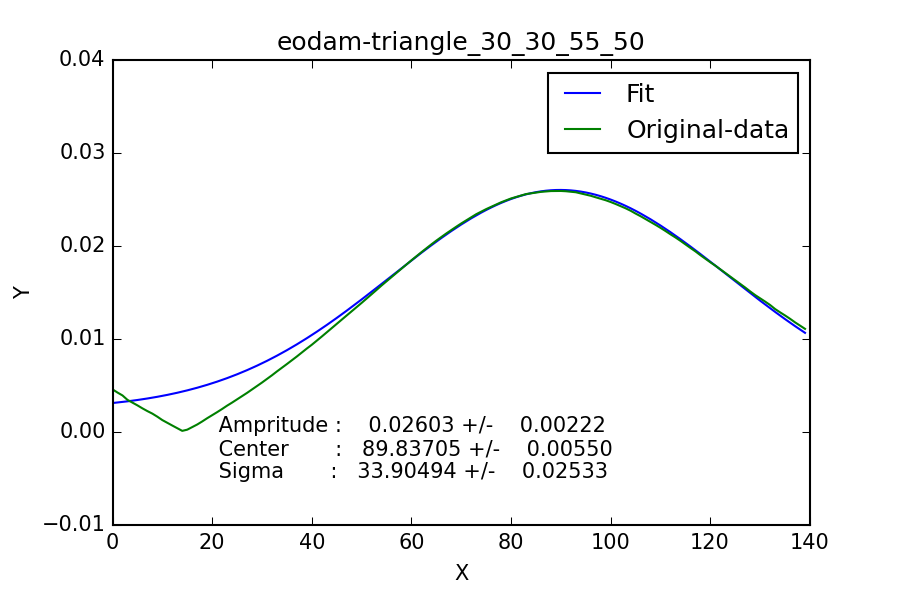 eodam-triangle_30_30_55_50
0.04
Fit
Original-data
0.03
0.02
Y
0.01
Ampritude : 0.02603 +/- 0.00222
0.00
Center : 89.83705 +/- 0.00550
Sigma : 33.90494 +/- 0.02533
−0.01
0 20 40 60 80 100 120 140
X